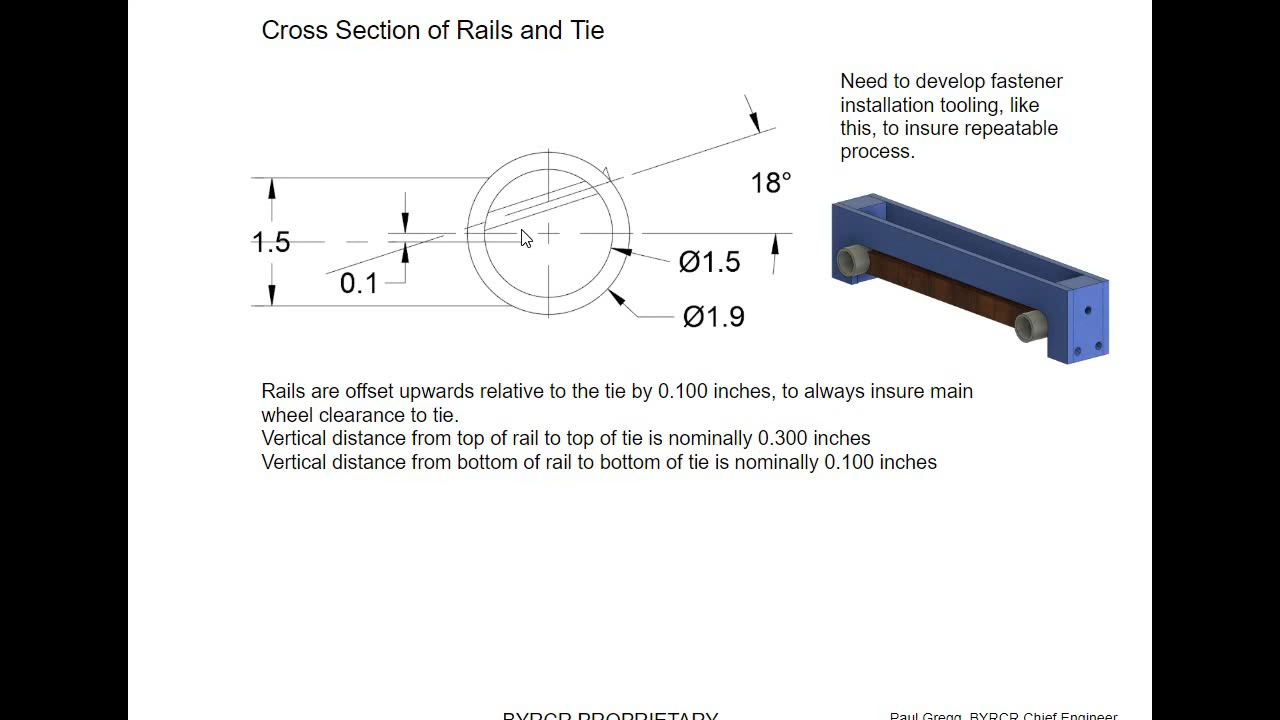 Cross Section of Rails and Tie
Need to develop fastener
installation tooling, like
this, to insure repeatable
process.
18°
1.5
0.1
Ø1.5
Ø1.9
Rails are offset upwards relative to the tie by 0.100 inches, to always insure main
wheel clearance to tie.
Vertical distance from top of rail to top of tie is nominally 0.300 inches
Vertical distance from bottom of rail to bottom of tie is nominally 0.100 inches
BYRCR PROPRIETARY
Paul Gregg, BYRCR Chief Engineer